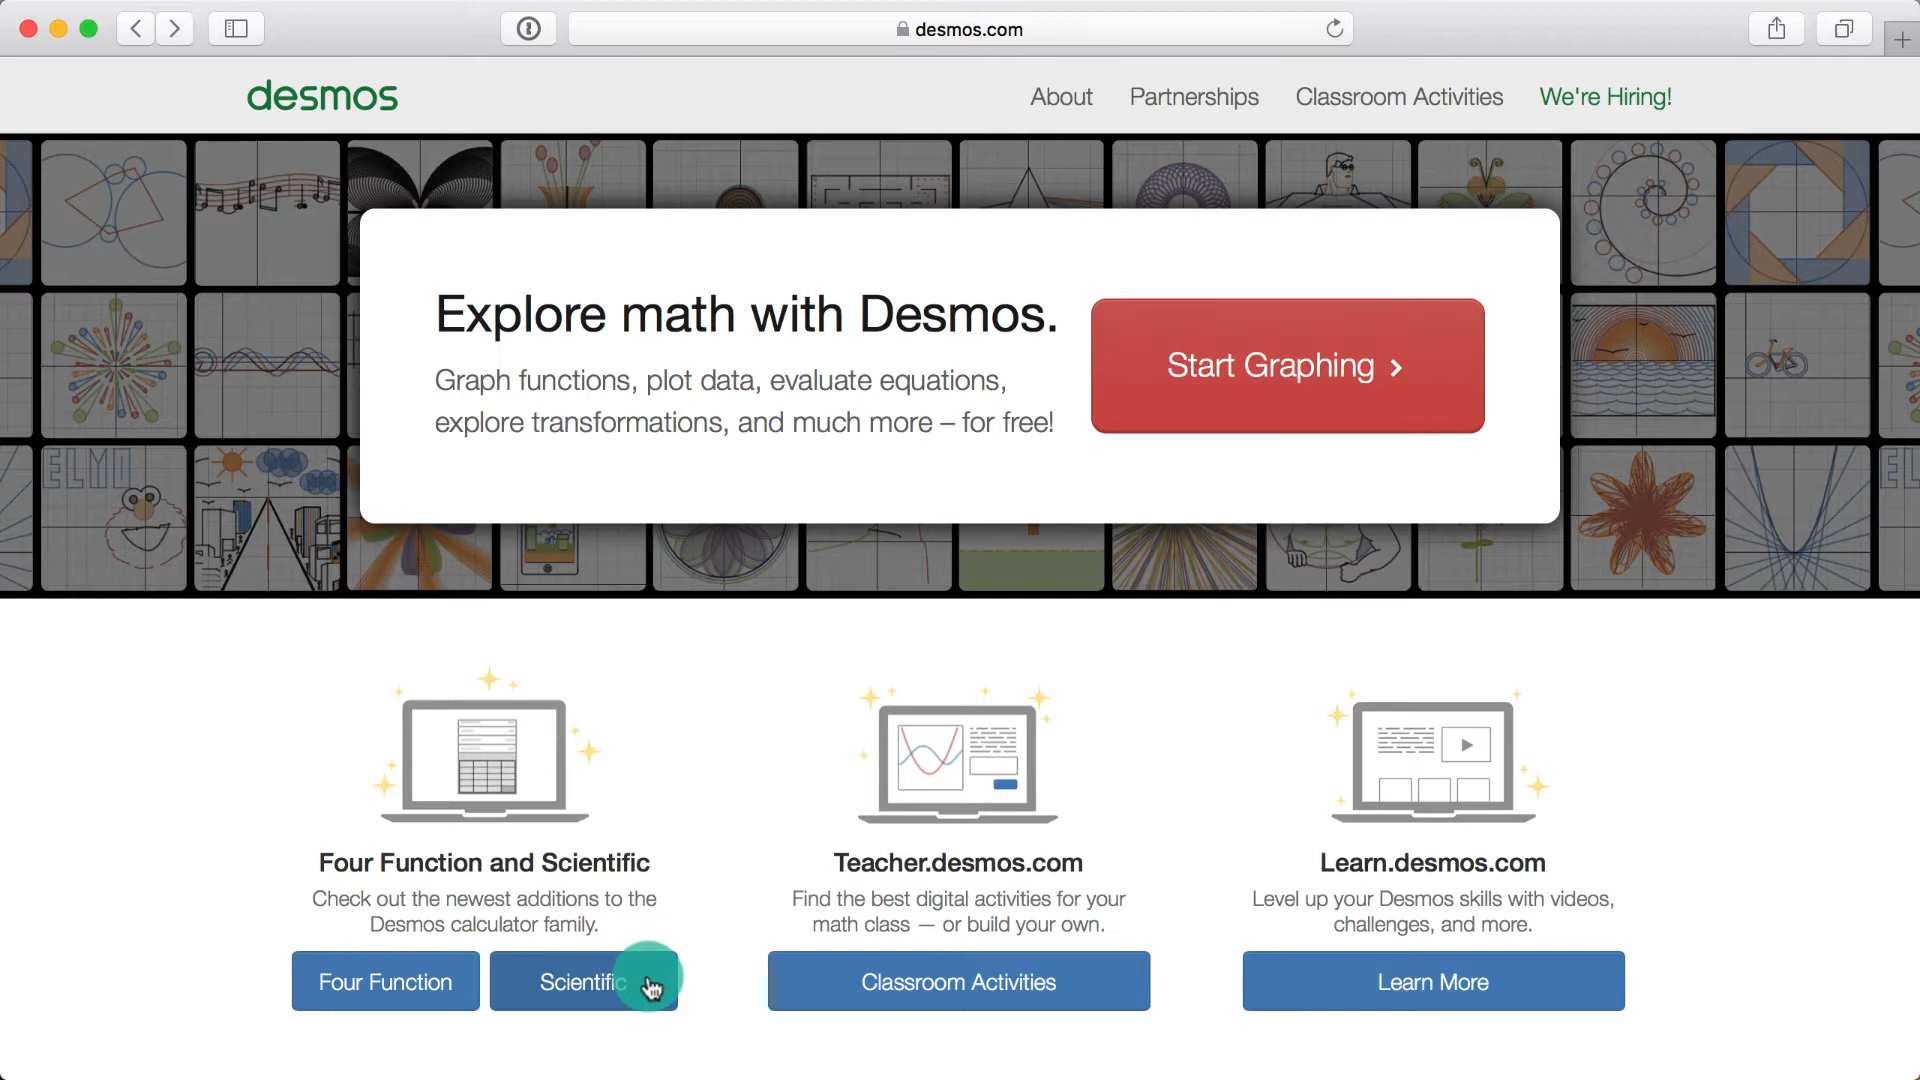 desmos.com
desmos
About Partnerships Classroom Activities We're Hiring!
ELMO
Explore math with Desmos.
Graph functions, plot data, evaluate equations,
explore transformations, and much more – for free!
Start Graphing ›
Four Function and Scientific
Check out the newest additions to the
Desmos calculator family.
Four Function
Scientific
Teacher.desmos.com
Find the best digital activities for your
math class — or build your own.
Classroom Activities
Learn.desmos.com
Level up your Desmos skills with videos,
challenges, and more.
Learn More